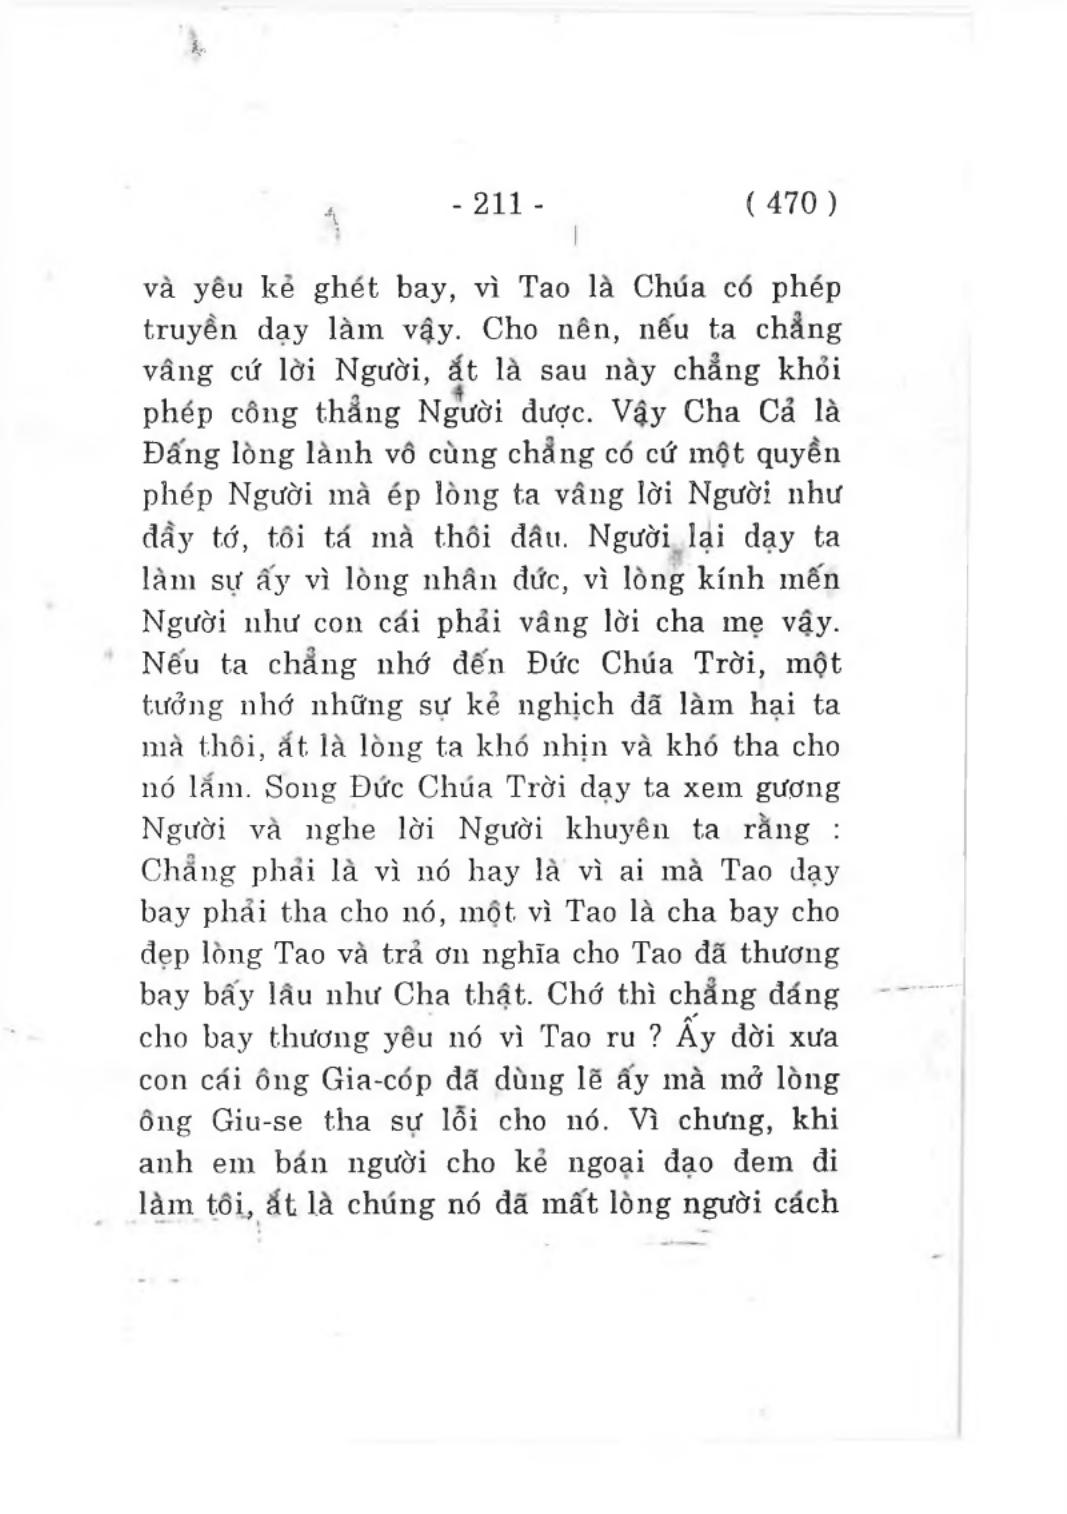 - 211 -
( 470 )
và yêu kẻ ghét bay, vì Tao là Chúa có phép
truyền dạy làm vậy. Cho nên, nếu ta chẳng
vâng cứ lời Người, ắt là sau này chẳng khỏi
phép công thẳng Người được. Vậy Cha Cả là
Đấng lòng lành vô cùng chẳng có cứ một quyền
phép Người mà ép lòng ta vâng lời Người như
đầy tớ, tôi tá mà thôi đâu. Người lại dạy ta
làm sự ấy vì lòng nhân đức, vì lòng kính mến
Người như con cái phải vâng lời cha mẹ vậy.
Nếu ta chẳng nhớ đến Đức Chúa Trời, một
tưởng nhớ những sự kẻ nghịch đã làm hại ta
mà thôi, ắt là lòng ta khó nhịn và khó tha cho
nó lắm. Song Đức Chúa Trời dạy ta xem gương
Người và nghe lời Người khuyên ta rằng :
Chẳng phải là vì nó hay là vì ai mà Tao dạy
bay phải tha cho nó, một vì Tao là cha bay cho
đẹp lòng Tao và trả ơn nghĩa cho Tao đã thương
bay bấy lâu như Cha thật. Chớ thì chẳng đáng
cho bay thương yêu nó vì Tao ru ? Ấy đời xưa
con cái ông Gia-cóp đã dùng lẽ ấy mà mở lòng
ông Giu-se tha sự lỗi cho nó. Vì chưng, khi
anh em bán người cho kẻ ngoại đạo đem đi
làm tôi, ắt là chúng nó đã mất lòng người cách